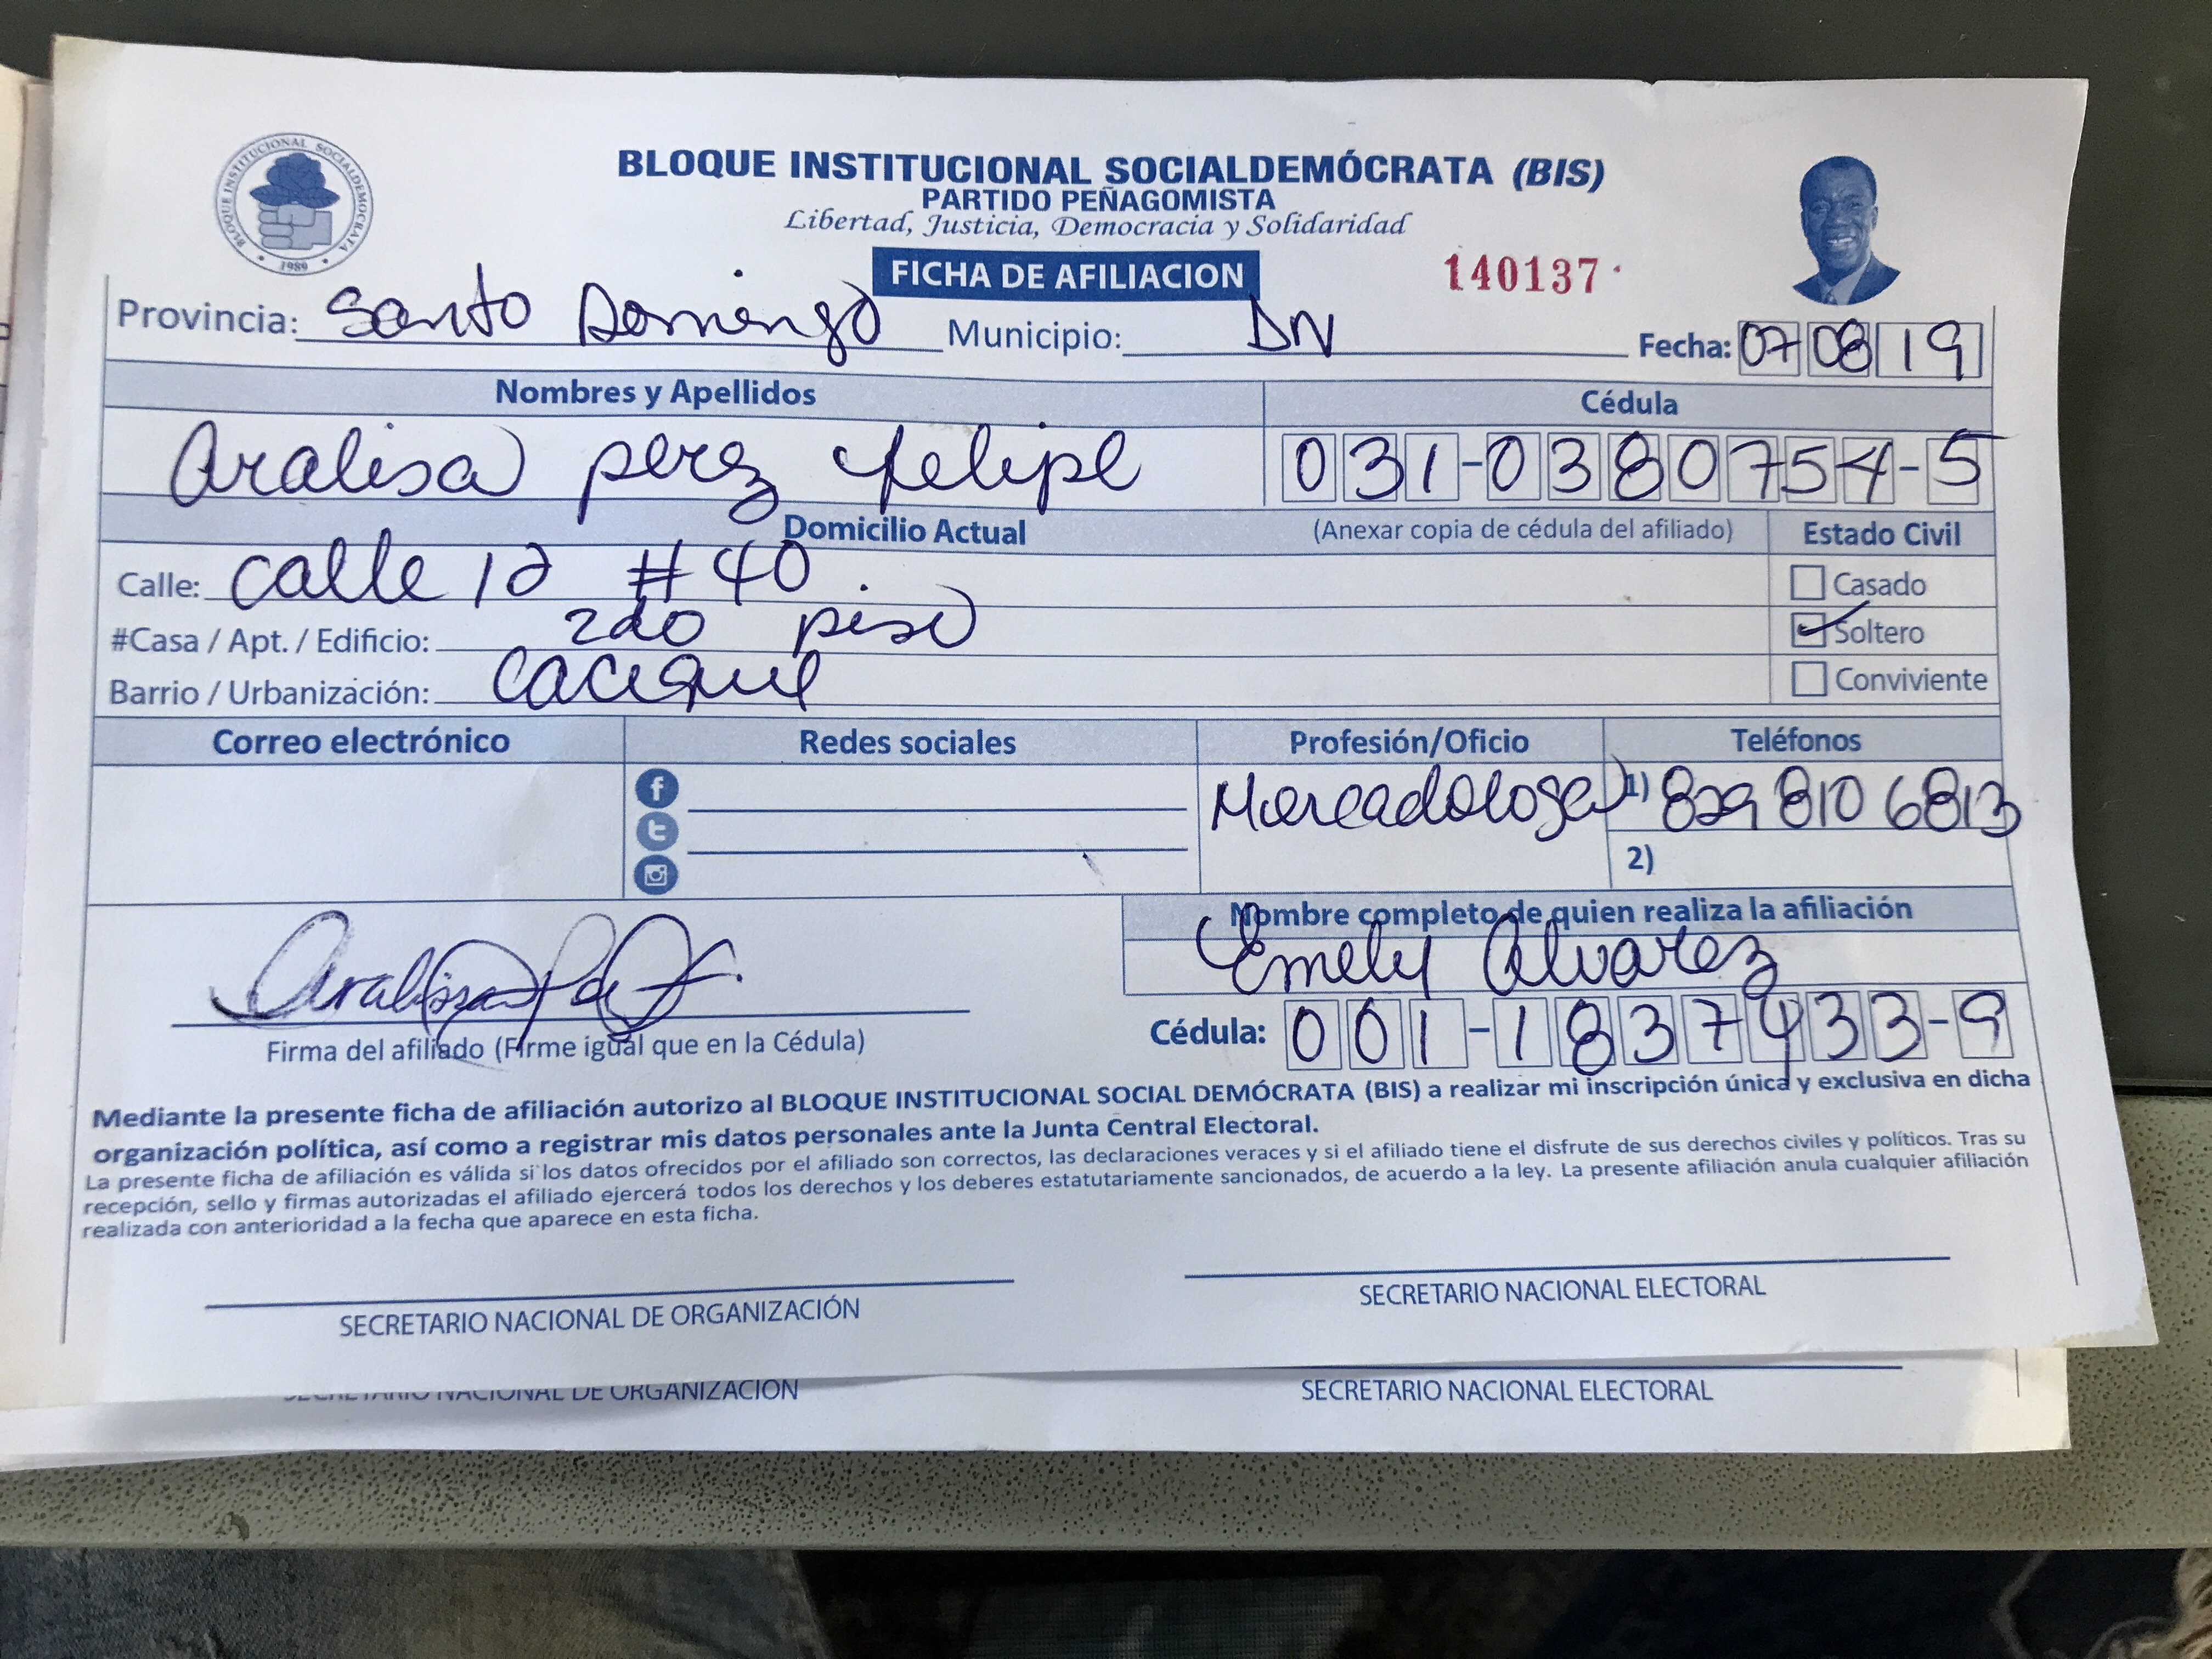 BLOQUE INSTITUCIONAL SOCIALDEMOCRATA
1989
BLOQUE INSTITUCIONAL SOCIALDEMÓCRATA (BIS)
PARTIDO PEÑAGOMISTA
Libertad, Justicia, Democracia y Solidaridad
FICHA DE AFILIACION
140137
Provincia: Santo Domingo Municipio: DN Fecha: 07 08 19
Nombres y Apellidos Cédula
Aralisa perez felipe 031-0380754-5
Domicilio Actual (Anexar copia de cédula del afiliado) Estado Civil
Calle: Calle 12 #40 Casado
#Casa / Apt. / Edificio: 2do piso Soltero
Barrio / Urbanización: Cacique Conviviente
Correo electrónico Redes sociales Profesión/Oficio Teléfonos
Mercadologa 1) 829 810 6813
2)
Nombre completo de quien realiza la afiliación
Emely Alvarez
Cédula: 001-1837433-9
Firma del afiliado (Firme igual que en la Cédula)
Mediante la presente ficha de afiliación autorizo al BLOQUE INSTITUCIONAL SOCIAL DEMÓCRATA (BIS) a realizar mi inscripción única y exclusiva en dicha
organización política, así como a registrar mis datos personales ante la Junta Central Electoral.
La presente ficha de afiliación es válida si los datos ofrecidos por el afiliado son correctos, las declaraciones veraces y si el afiliado tiene el disfrute de sus derechos civiles y políticos. Tras su
recepción, sello y firmas autorizadas el afiliado ejercerá todos los derechos y los deberes estatutariamente sancionados, de acuerdo a la ley. La presente afiliación anula cualquier afiliación
realizada con anterioridad a la fecha que aparece en esta ficha.
SECRETARIO NACIONAL DE ORGANIZACIÓN SECRETARIO NACIONAL ELECTORAL
SECRETARIO NACIONAL DE ORGANIZACIÓN SECRETARIO NACIONAL ELECTORAL